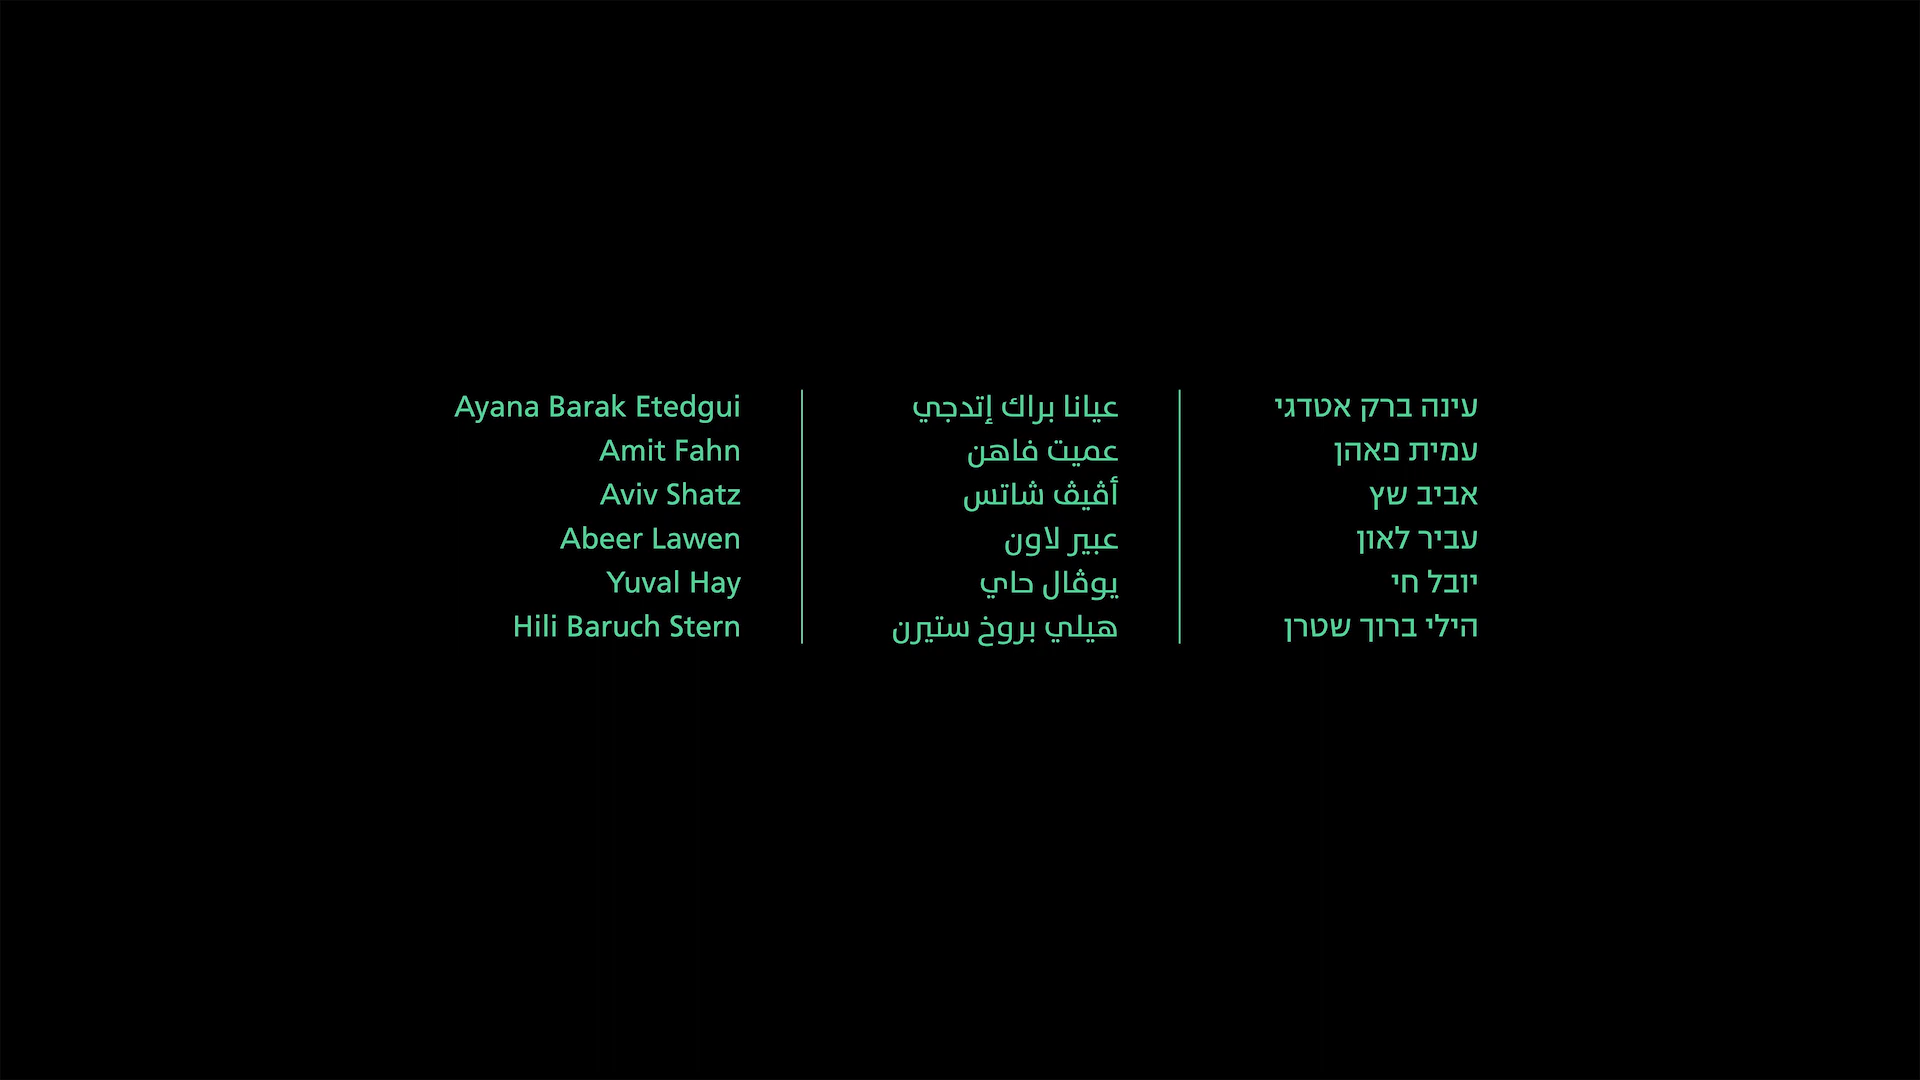 Ayana Barak Etedgui
Amit Fahn
Aviv Shatz
Abeer Lawen
Yuval Hay
Hili Baruch Stern
عيانا براك إتدجي
عميت فاهن
أڤيڤ شاتس
عبير لاون
يوڤال حاي
هيلي بروخ ستيرن
עינה ברק אטדגי
עמית פאהן
אביב שץ
עביר לאון
יובל חי
הילי ברוך שטרן